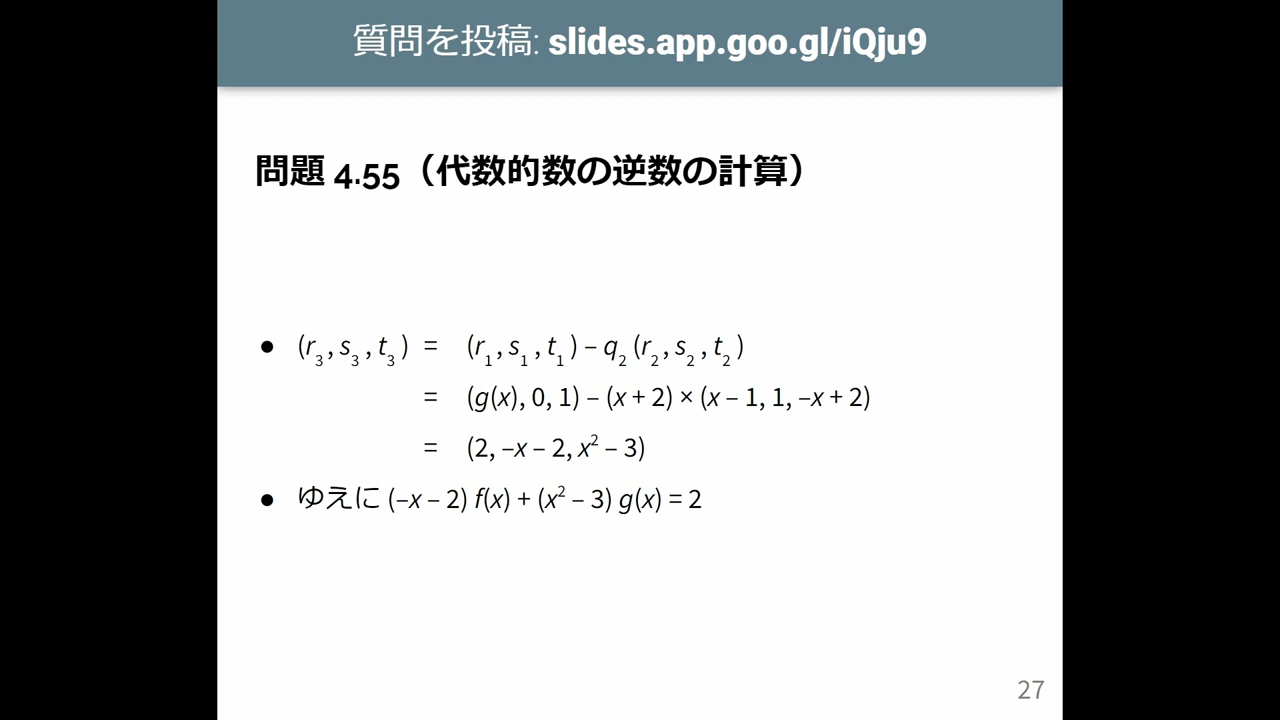 質問を投稿: slides.app.goo.gl/iQju9
問題 4.55（代数的数の逆数の計算）
● (r₃, s₃, t₃) = (r₁, s₁, t₁) – q₂ (r₂, s₂, t₂)
= (g(x), 0, 1) – (x + 2) × (x – 1, 1, –x + 2)
= (2, –x – 2, x² – 3)
● ゆえに (–x – 2) f(x) + (x² – 3) g(x) = 2
27